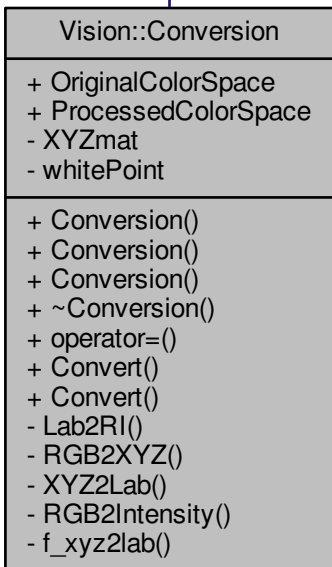 Vision::Conversion
+ OriginalColorSpace
+ ProcessedColorSpace
- XYZmat
- whitePoint
+ Conversion()
+ Conversion()
+ Conversion()
+ ~Conversion()
+ operator=()
+ Convert()
+ Convert()
- Lab2RI()
- RGB2XYZ()
- XYZ2Lab()
- RGB2Intensity()
- f_xyz2lab()